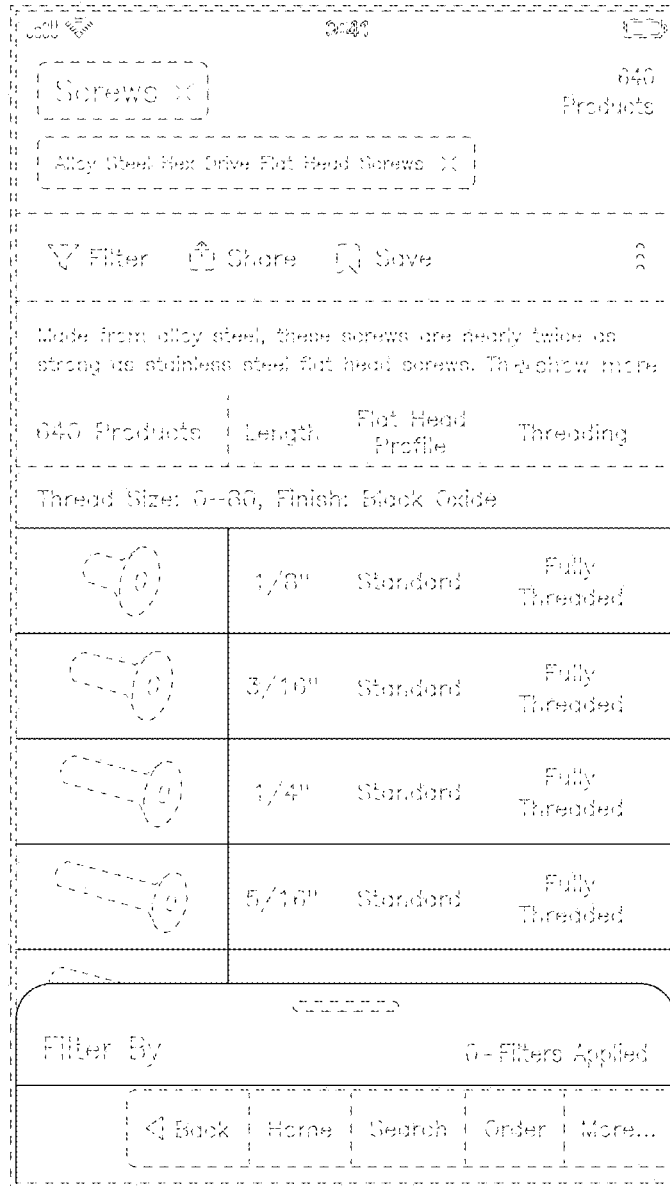 9:41
Screws ×
640
Products
Alloy Steel Hex Drive Flat Head Screws ×
Filter Share Save
Made from alloy steel, these screws are nearly twice as
strong as stainless steel flat head screws. The show more
640 Products Length Flat Head Profile Threading
Thread Size: 0--80, Finish: Black Oxide
1/8" Standard Fully Threaded
3/16" Standard Fully Threaded
1/4" Standard Fully Threaded
5/16" Standard Fully Threaded
Filter By 0 - Filters Applied
Back Home Search Order More...